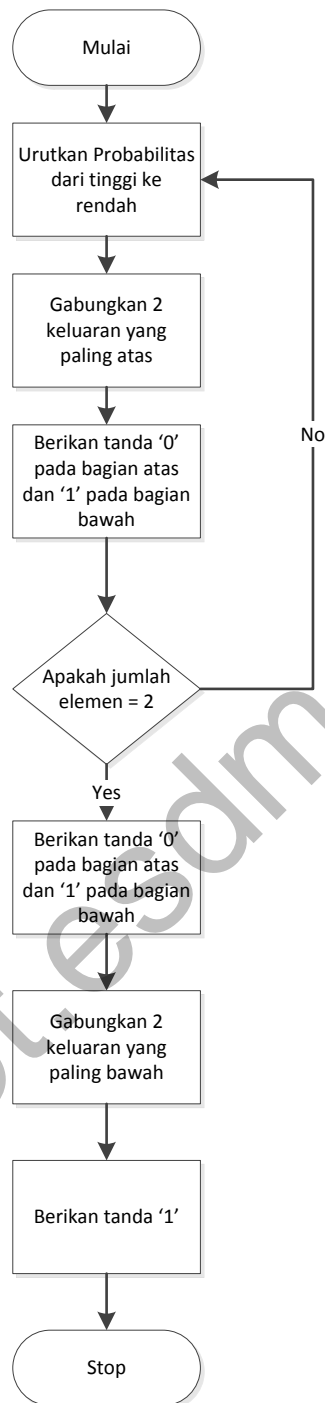 Mulai
Urutkan Probabilitas
dari tinggi ke
rendah
Gabungkan 2
keluaran yang
paling atas
Berikan tanda ‘0’
pada bagian atas
dan ‘1’ pada bagian
bawah
No
Apakah jumlah
elemen = 2
Yes
Berikan tanda ‘0’
pada bagian atas
dan ‘1’ pada bagian
bawah
Gabungkan 2
keluaran yang
paling bawah
Berikan tanda ‘1’
Stop
t.esdm